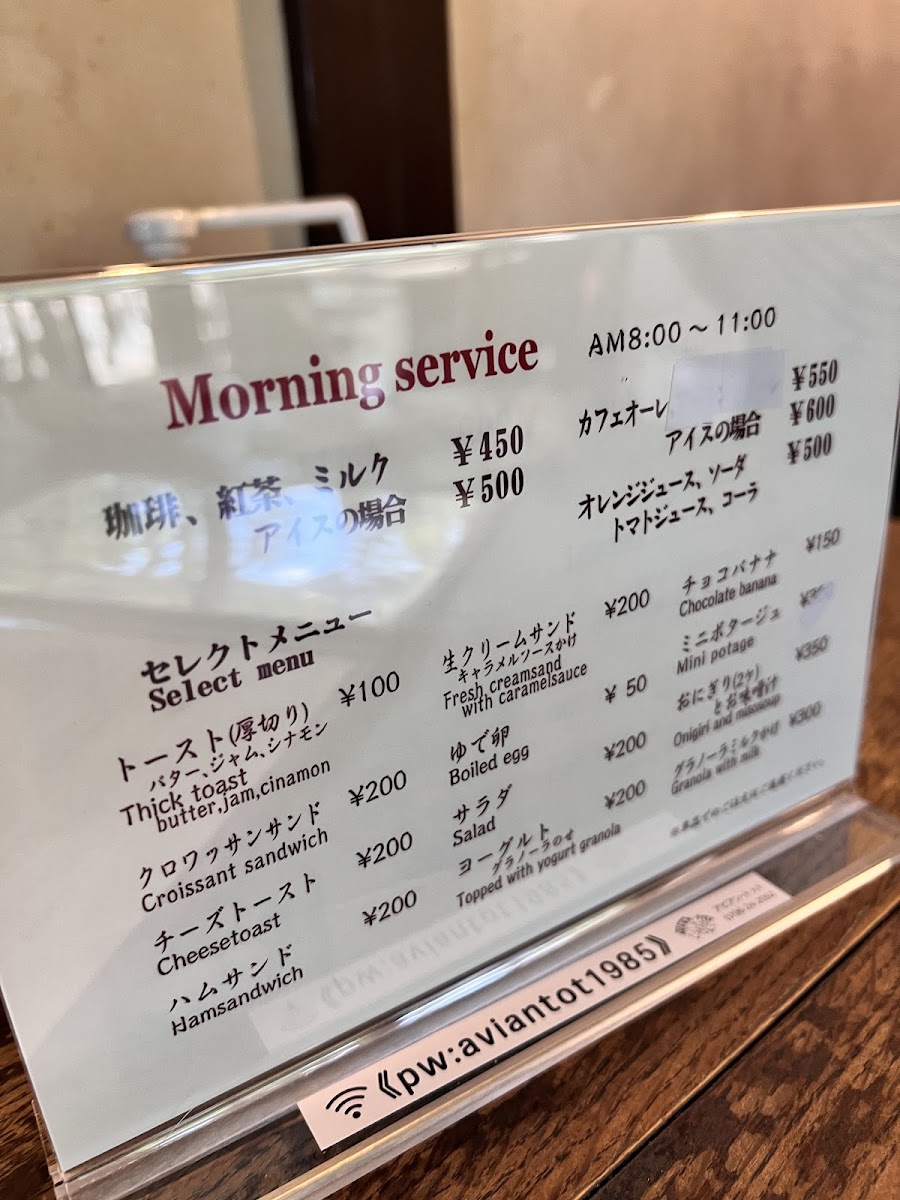 Morning service
AM8:00～11:00
珈琲、紅茶、ミルク ￥450
アイスの場合 ￥500
カフェオーレ ￥550
アイスの場合 ￥600
オレンジジュース、ソーダ ￥500
トマトジュース、コーラ
セレクトメニュー
Select menu
トースト(厚切り) ¥100
バター、ジャム、シナモン
Thick toast
butter,jam,cinamon
クロワッサンサンド ¥200
Croissant sandwich
チーズトースト ¥200
Cheesetoast
ハムサンド ¥200
Hamsandwich
生クリームサンド ¥200
キャラメルソースかけ
Fresh creamsand
with caramelsauce
ゆで卵 ¥ 50
Boiled egg
サラダ ¥200
Salad
ヨーグルト ¥200
グラノーラのせ
Topped with yogurt granola
チョコバナナ ¥150
Chocolate banana
ミニポタージュ
Mini potage
おにぎり(2ケ) ¥350
とお味噌汁
Onigiri and misosoup
グラノーラミルクかけ ¥300
Granola with milk
《pw:aviantot1985》